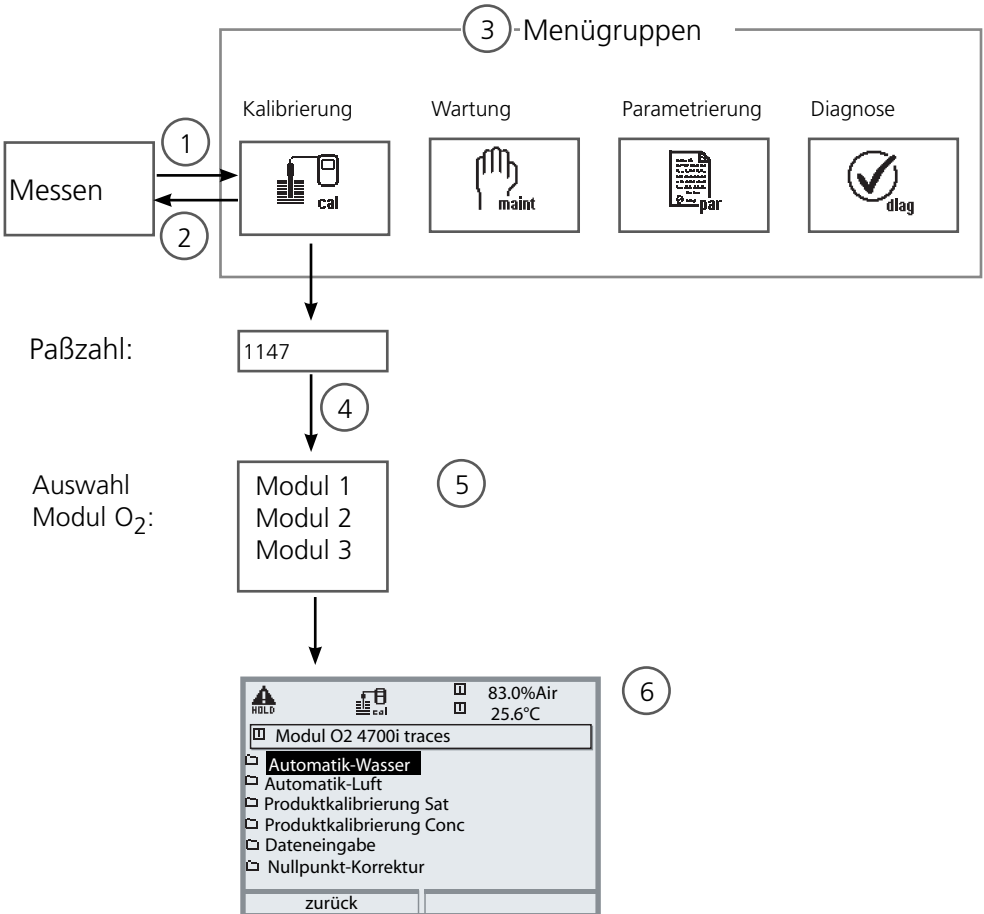 3 Menügruppen
Kalibrierung Wartung Parametrierung Diagnose
1
Messen
cal maint par diag
2
Paßzahl: 1147
4
Auswahl
Modul O2:
Modul 1
Modul 2
Modul 3
5
HOLD cal 83.0%Air
25.6°C
6
Modul O2 4700i traces
Automatik-Wasser
Automatik-Luft
Produktkalibrierung Sat
Produktkalibrierung Conc
Dateneingabe
Nullpunkt-Korrektur
zurück